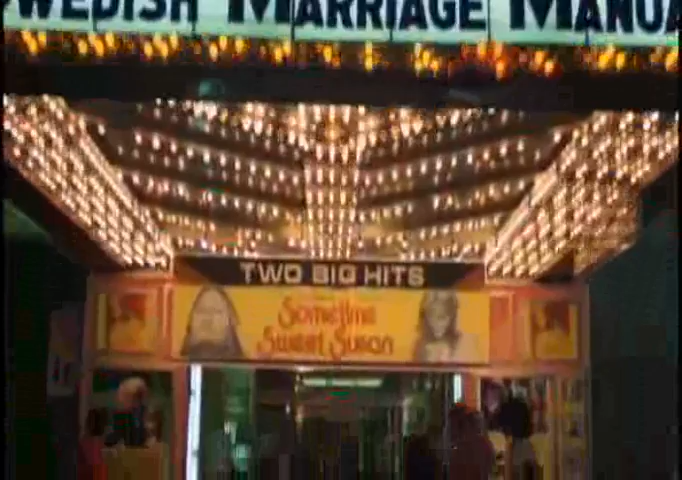 WEDISH MARRIAGE MANUA
TWO BIG HITS
Sometime
Sweet Susan